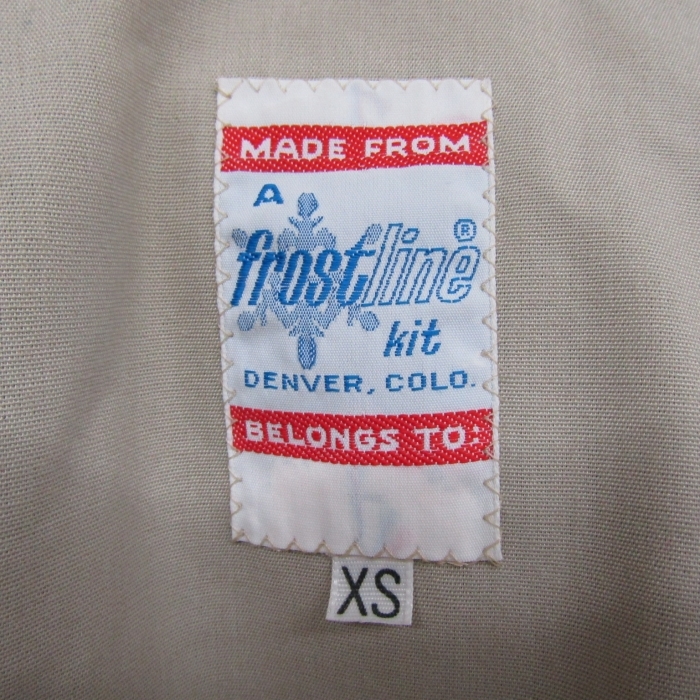 MADE FROM
A
frostline®
kit
DENVER, COLO.
BELONGS TO:
XS